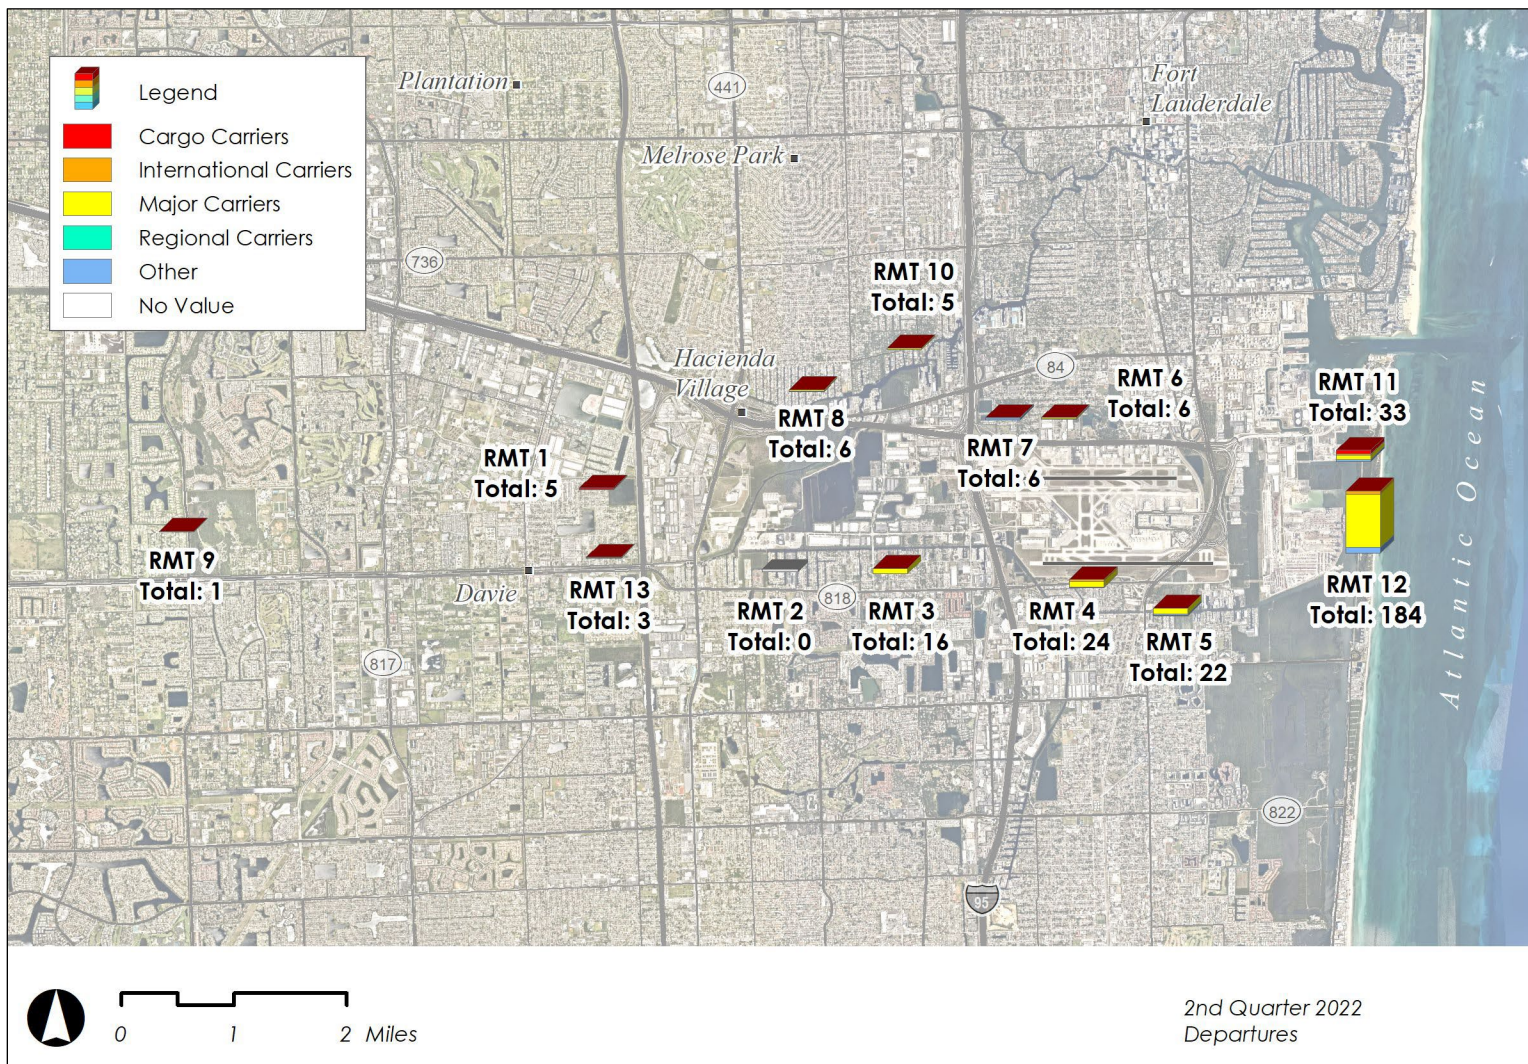 Legend
Cargo Carriers
International Carriers
Major Carriers
Regional Carriers
Other
No Value
Plantation
441
Fort
Lauderdale
Melrose Park
736
RMT 10
Total: 5
Hacienda
Village
84
RMT 6
Total: 6
RMT 11
Total: 33
RMT 8
Total: 6
RMT 7
Total: 6
RMT 1
Total: 5
RMT 9
Total: 1
Davie
RMT 13
Total: 3
RMT 2
Total: 0
818
RMT 3
Total: 16
RMT 4
Total: 24
RMT 5
Total: 22
RMT 12
Total: 184
Atlantic Ocean
817
822
95
0 1 2 Miles
2nd Quarter 2022
Departures